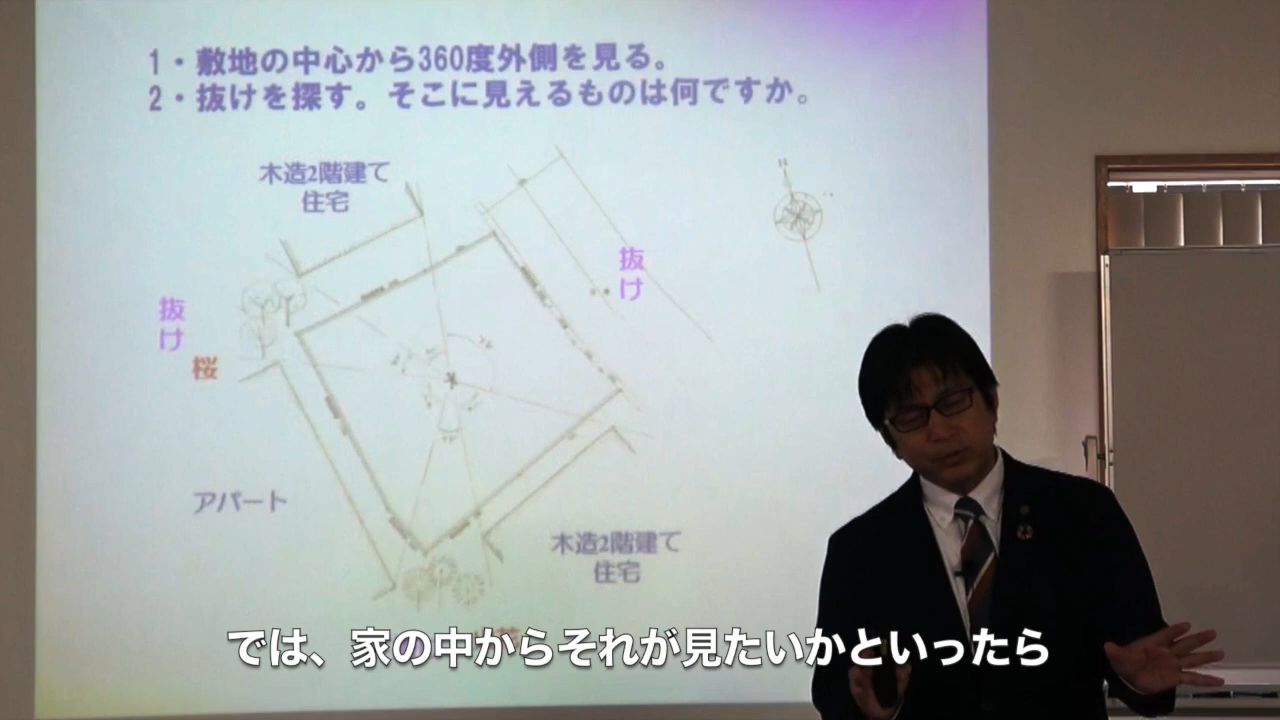 1・敷地の中心から360度外側を見る。
2・抜けを探す。そこに見えるものは何ですか。
木造2階建て
住宅
N
抜け
抜け
桜
アパート
木造2階建て
住宅
では、家の中からそれが見たいかといったら